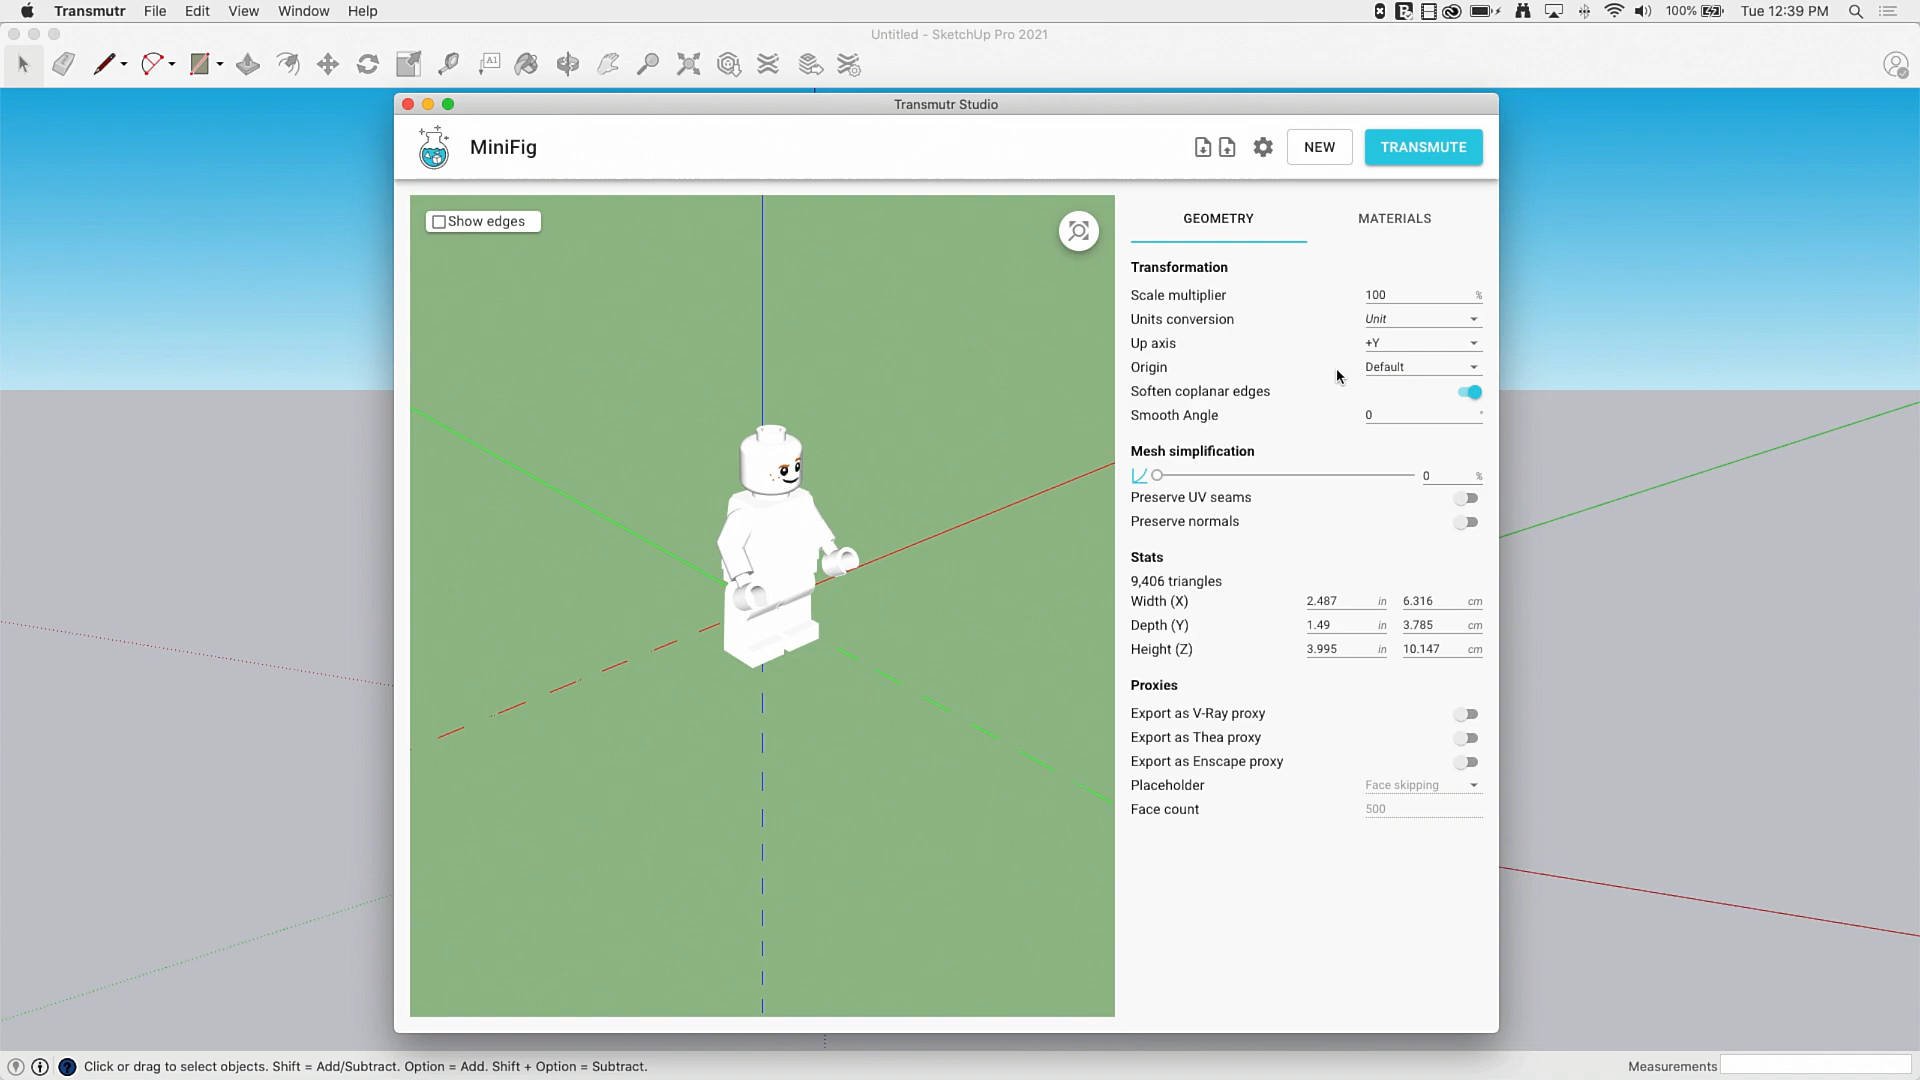 Transmutr File Edit View Window Help 100% Tue 12:39 PM
Untitled - SketchUp Pro 2021
A1
Transmutr Studio
MiniFig NEW TRANSMUTE
Show edges
GEOMETRY MATERIALS
Transformation
Scale multiplier 100 %
Units conversion Unit
Up axis +Y
Origin Default
Soften coplanar edges
Smooth Angle 0 °
Mesh simplification
0 %
Preserve UV seams
Preserve normals
Stats
9,406 triangles
Width (X) 2.487 in 6.316 cm
Depth (Y) 1.49 in 3.785 cm
Height (Z) 3.995 in 10.147 cm
Proxies
Export as V-Ray proxy
Export as Thea proxy
Export as Enscape proxy
Placeholder Face skipping
Face count 500
Click or drag to select objects. Shift = Add/Subtract. Option = Add. Shift + Option = Subtract. Measurements